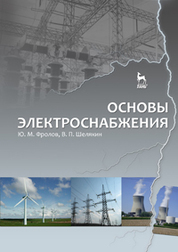 ОСНОВЫ
ЭЛЕКТРОСНАБЖЕНИЯ
Ю. М. Фролов, В. П. Шелякин